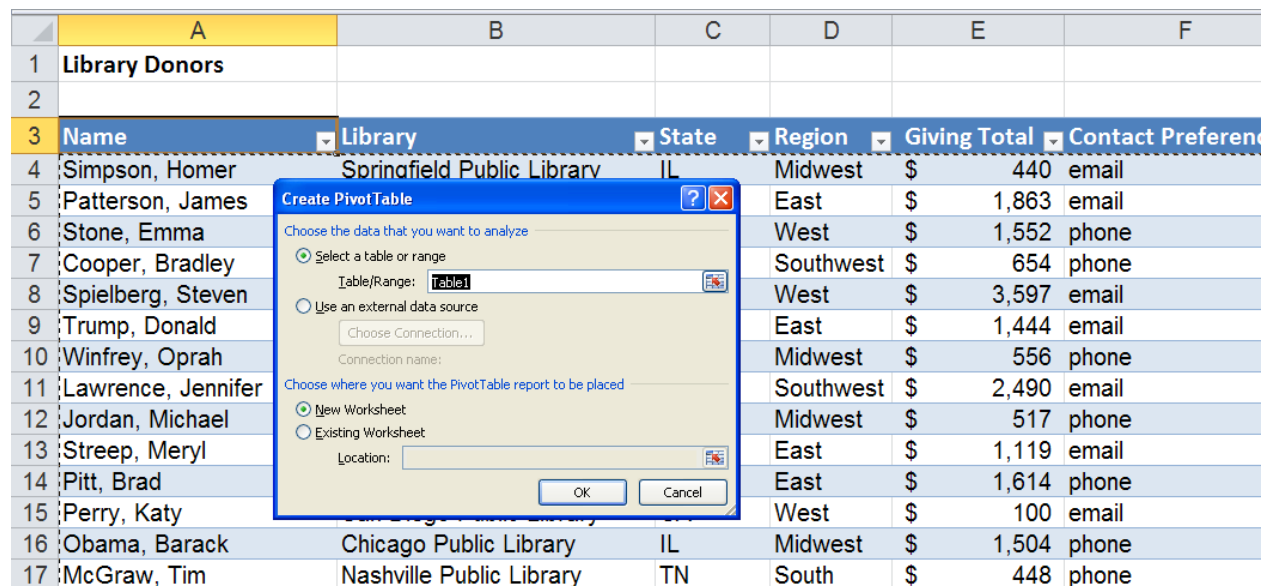 A B C D E F
1 Library Donors
2
3 Name Library State Region Giving Total Contact Preferenc
4 Simpson, Homer Springfield Public Library IL Midwest $ 440 email
5 Patterson, James East $ 1,863 email
6 Stone, Emma West $ 1,552 phone
7 Cooper, Bradley Southwest $ 654 phone
8 Spielberg, Steven West $ 3,597 email
9 Trump, Donald East $ 1,444 email
10 Winfrey, Oprah Midwest $ 556 phone
11 Lawrence, Jennifer Southwest $ 2,490 email
12 Jordan, Michael Midwest $ 517 phone
13 Streep, Meryl East $ 1,119 email
14 Pitt, Brad East $ 1,614 phone
15 Perry, Katy West $ 100 email
16 Obama, Barack Chicago Public Library IL Midwest $ 1,504 phone
17 McGraw, Tim Nashville Public Library TN South $ 448 phone
Create PivotTable ?
Choose the data that you want to analyze
Select a table or range
Table/Range: Table1
Use an external data source
Choose Connection...
Connection name:
Choose where you want the PivotTable report to be placed
New Worksheet
Existing Worksheet
Location:
OK Cancel